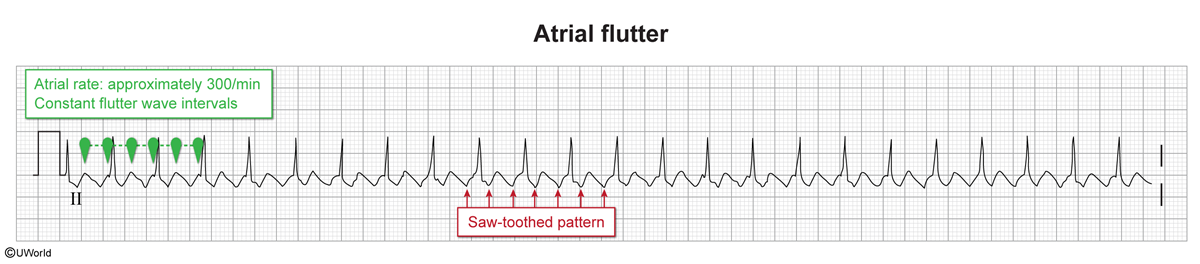 Atrial flutter
Atrial rate: approximately 300/min
Constant flutter wave intervals
II
Saw-toothed pattern
©UWorld